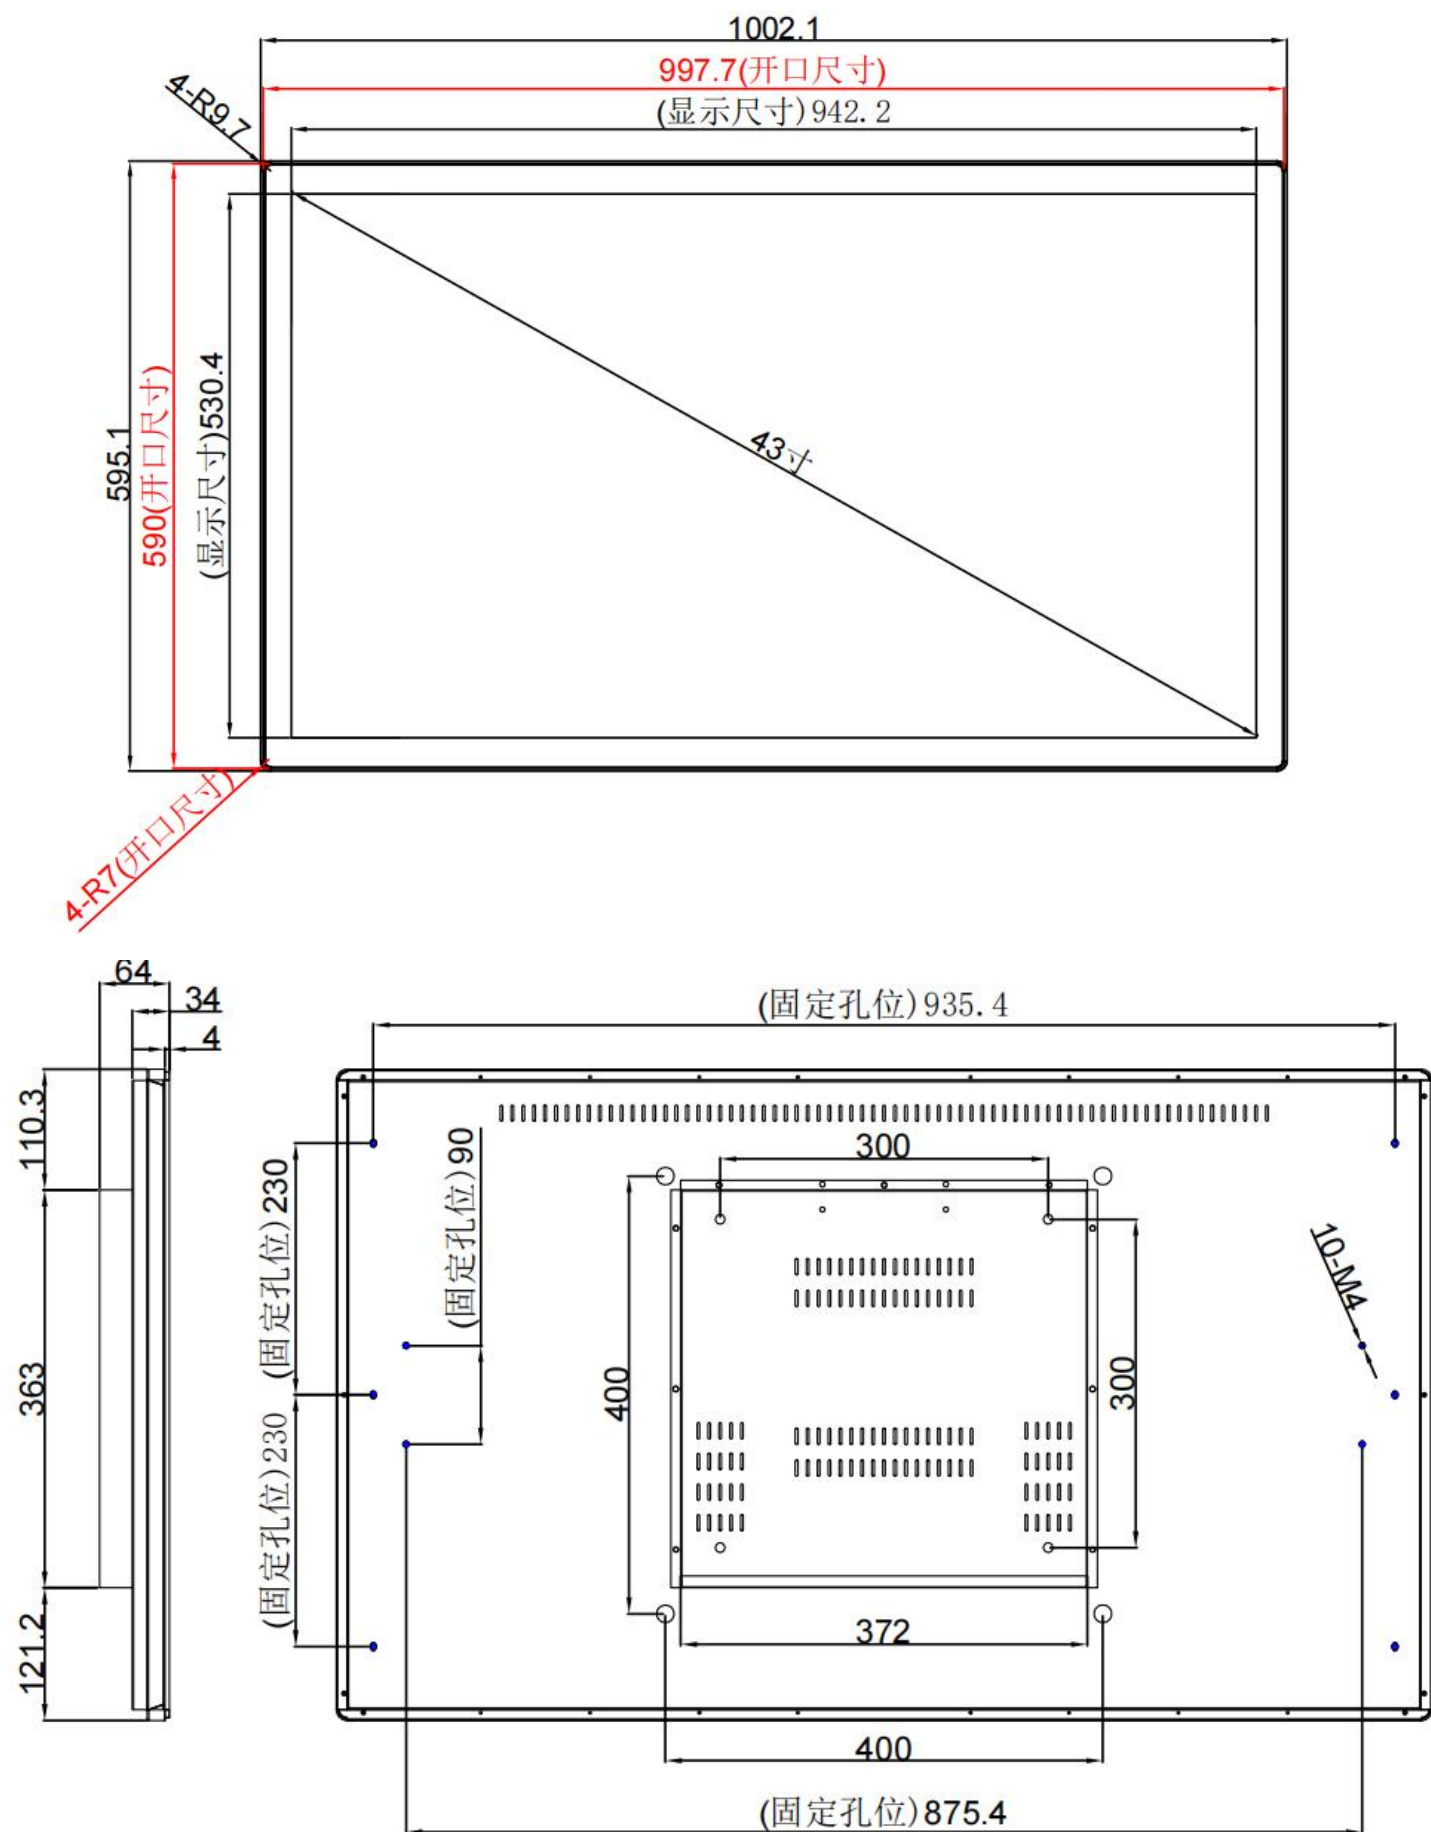 1002.1
997.7(开口尺寸)
(显示尺寸)942.2
4-R9.7
595.1
590(开口尺寸)
(显示尺寸)530.4
43寸
4-R7(开口尺寸)
64
34
4
(固定孔位)935.4
110.3
363
121.2
(固定孔位)230
(固定孔位)230
(固定孔位)90
300
400
300
10-M4
372
400
(固定孔位)875.4